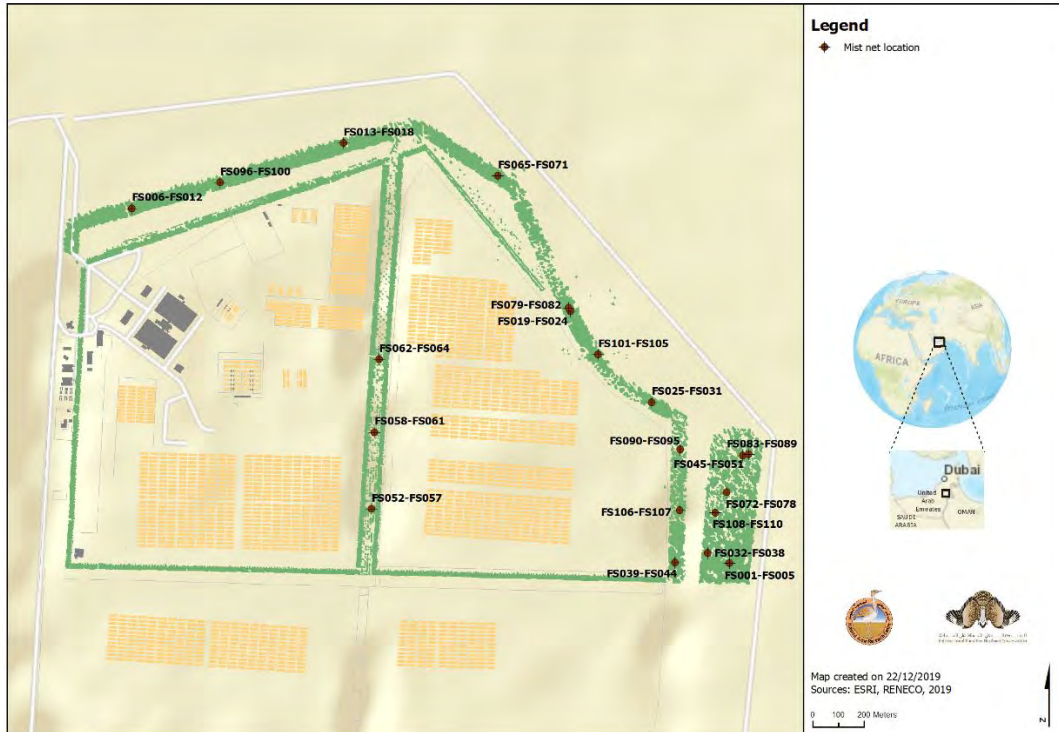 Legend
Mist net location
FS013-FS018
FS065-FS071
FS096-FS100
FS006-FS012
FS079-FS082
FS019-FS024
FS101-FS105
FS062-FS064
FS025-FS031
FS058-FS061
FS090-FS095
FS083-FS089
FS045-FS051
FS052-FS057
FS072-FS078
FS106-FS107
FS108-FS110
FS032-FS038
FS039-FS044
FS001-FS005
EUROPE
ASIA
AFRICA
Dubai
United
Arab
Emirates
SAUDI
ARABIA
OMAN
Map created on 22/12/2019
Sources: ESRI, RENECO, 2019
0 100 200 Meters
N